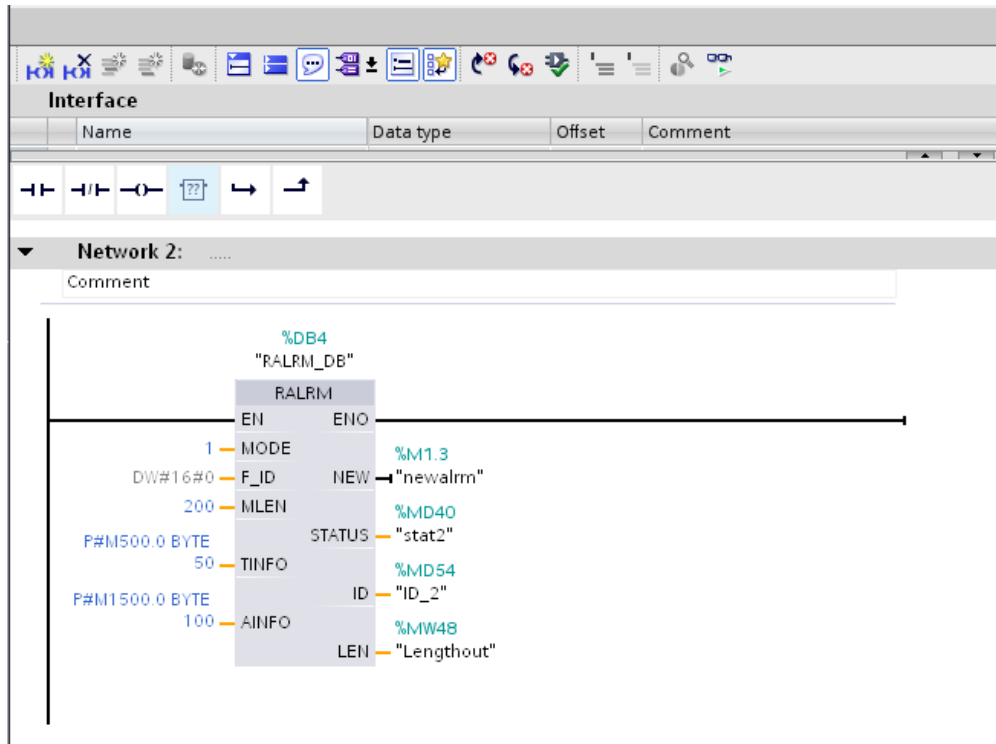 Interface
Name Data type Offset Comment
??
Network 2: .....
Comment
%DB4
"RALRM_DB"
RALRM
EN ENO
1 MODE
%M1.3
DW#16#0 F_ID NEW "newalrm"
200 MLEN
%MD40
P#M500.0 BYTE
STATUS "stat2"
50 TINFO
%MD54
P#M1500.0 BYTE
ID "ID_2"
100 AINFO
%MW48
LEN "Lengthout"